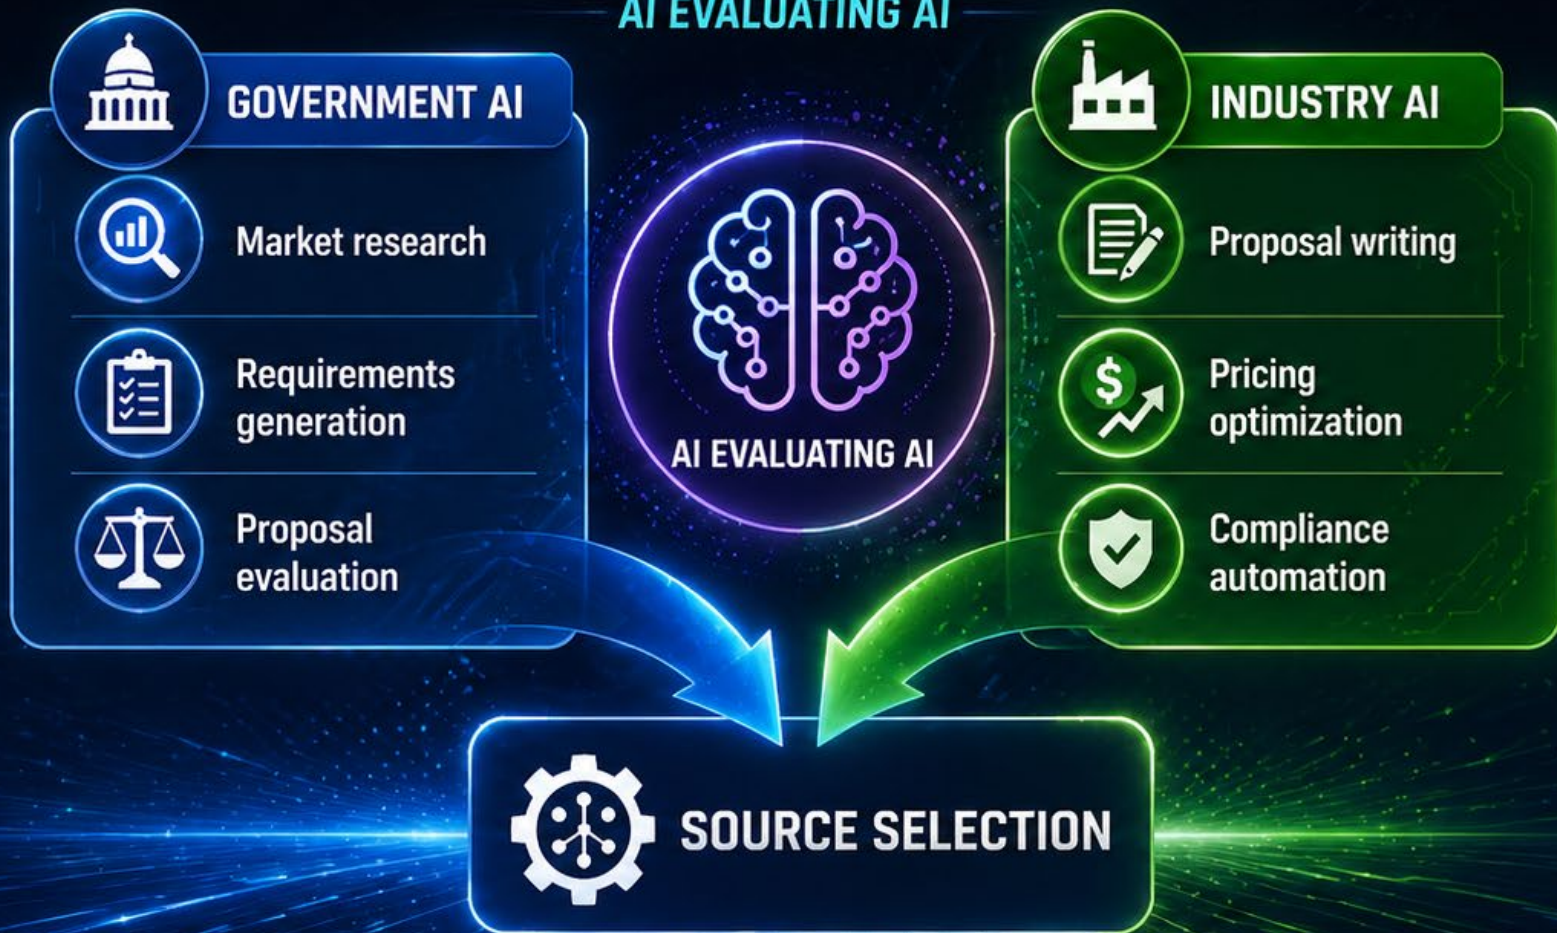 AI EVALUATING AI
GOVERNMENT AI
Market research
Requirements
generation
Proposal
evaluation
AI EVALUATING AI
INDUSTRY AI
Proposal writing
$
Pricing
optimization
Compliance
automation
SOURCE SELECTION